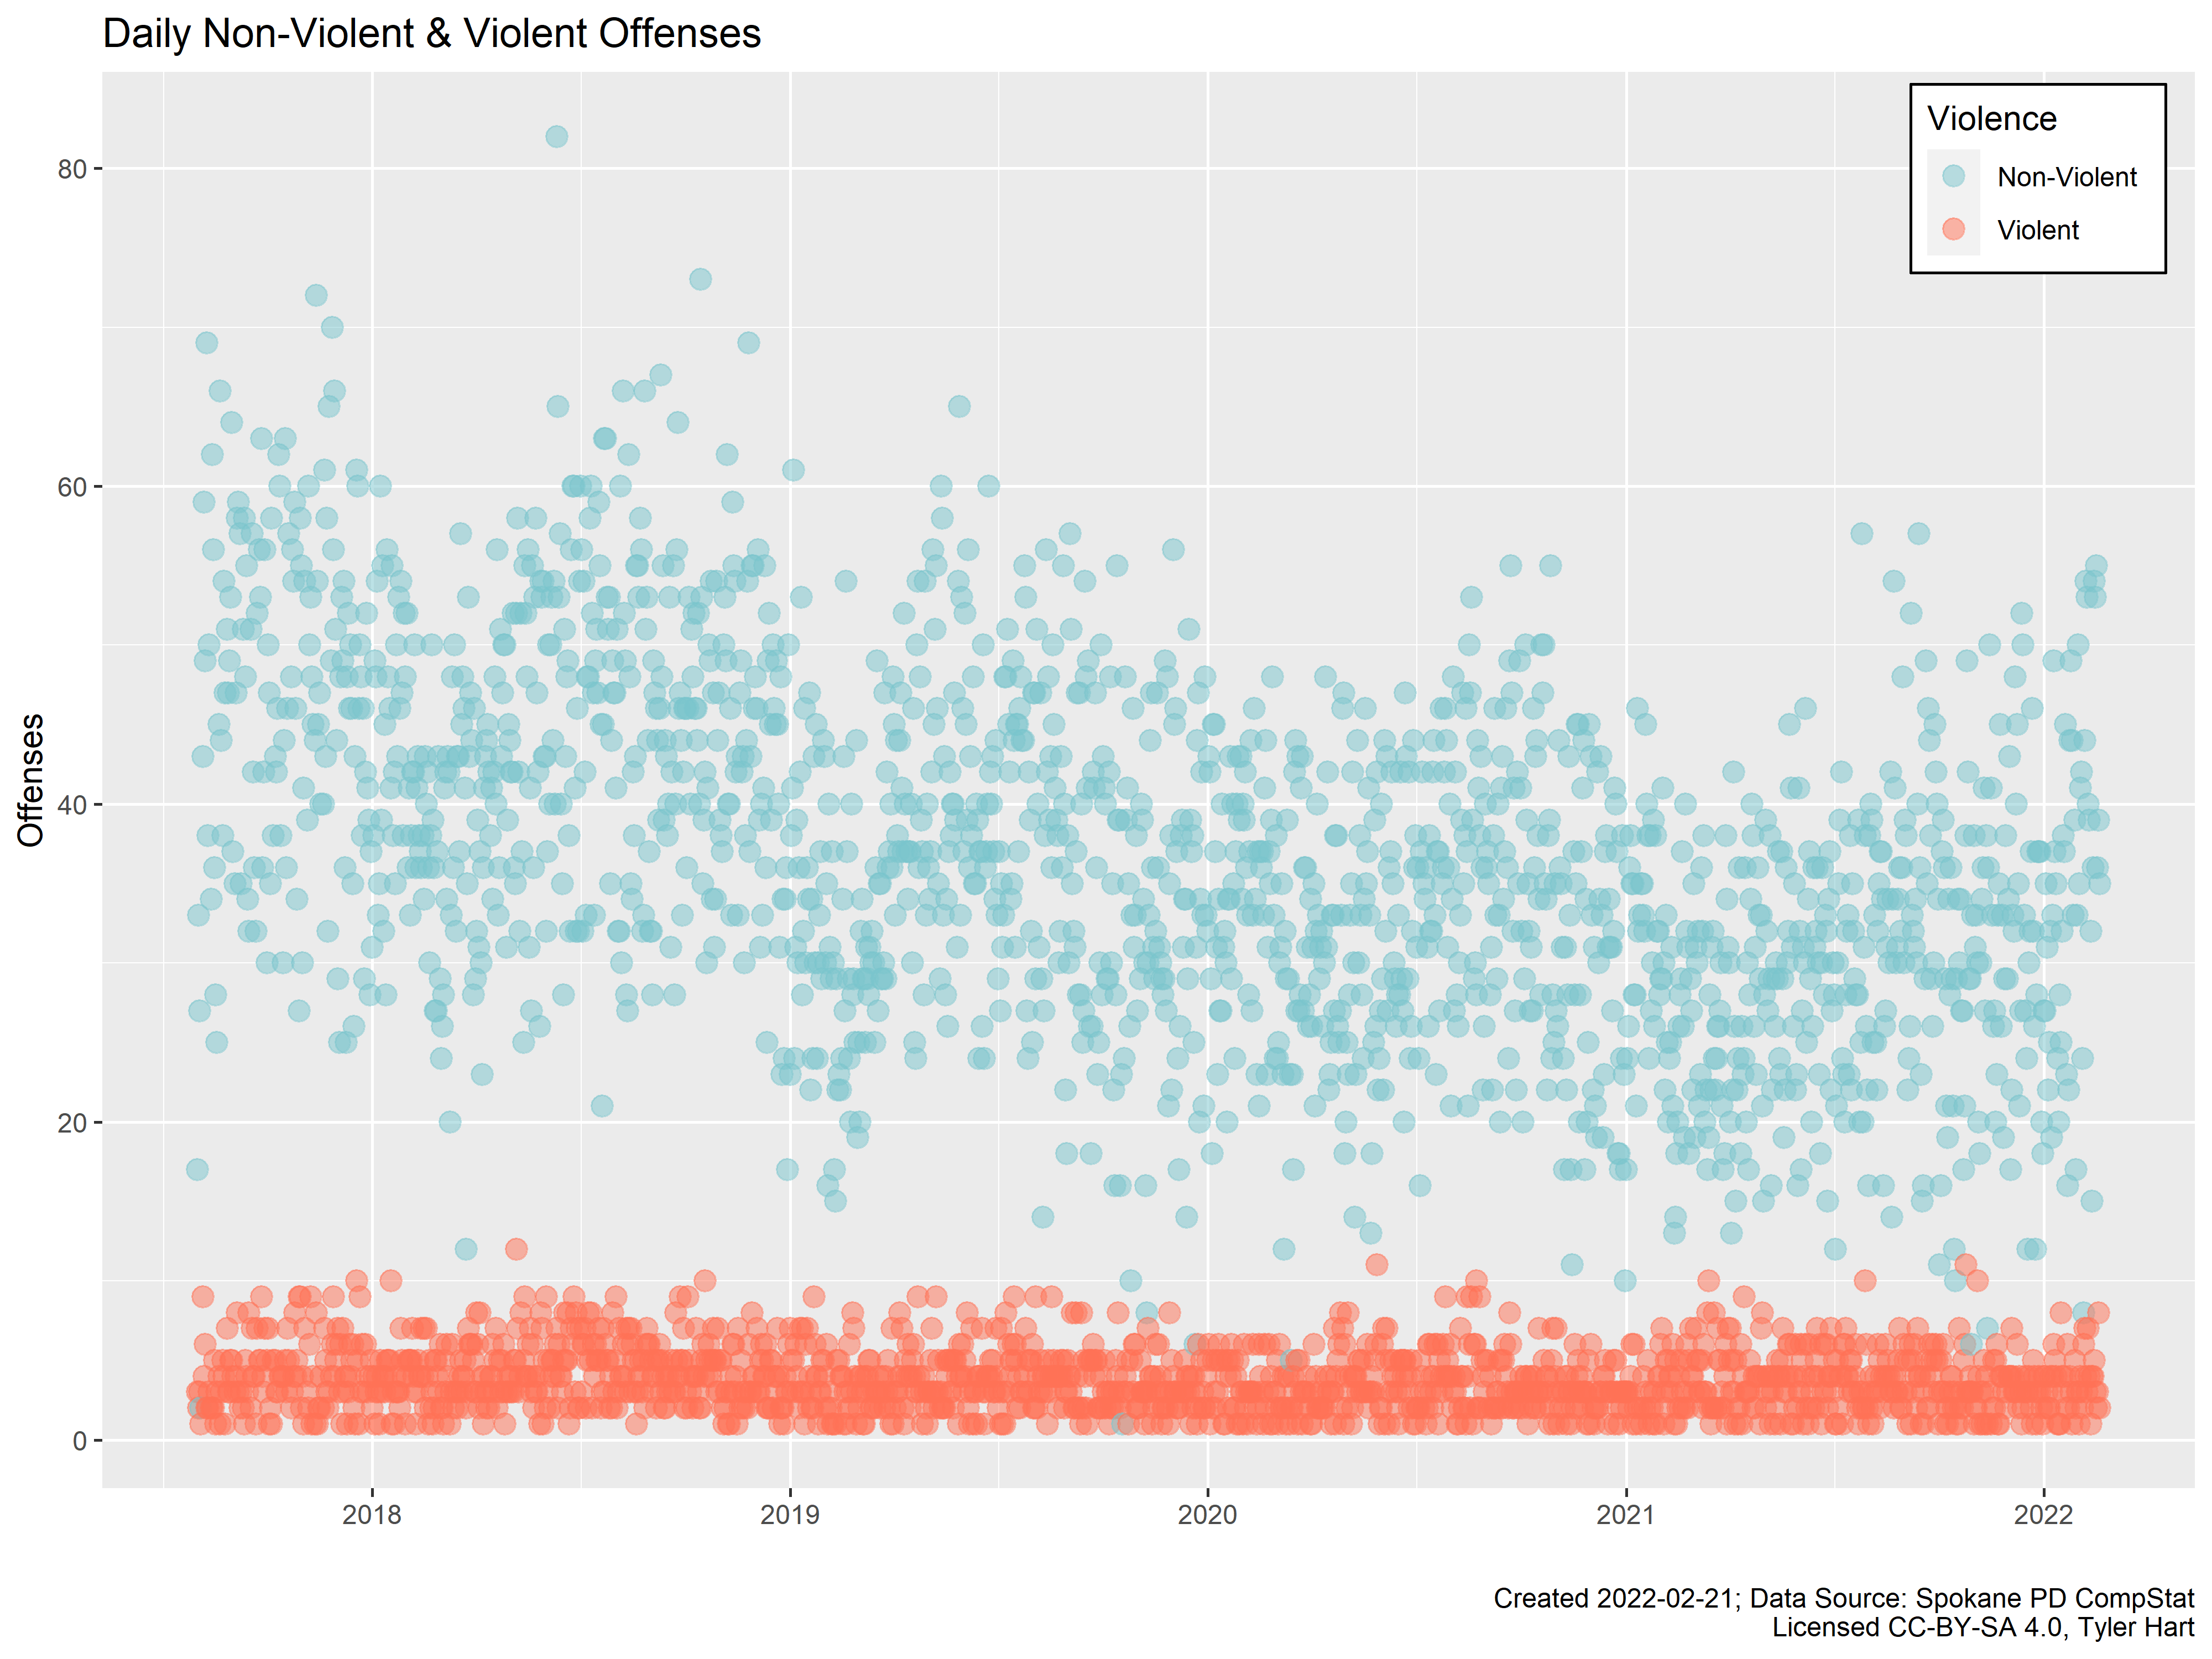 Daily Non-Violent & Violent Offenses
Violence
Non-Violent
Violent
80
60
40
20
0
Offenses
2018 2019 2020 2021 2022
Created 2022-02-21; Data Source: Spokane PD CompStat
Licensed CC-BY-SA 4.0, Tyler Hart